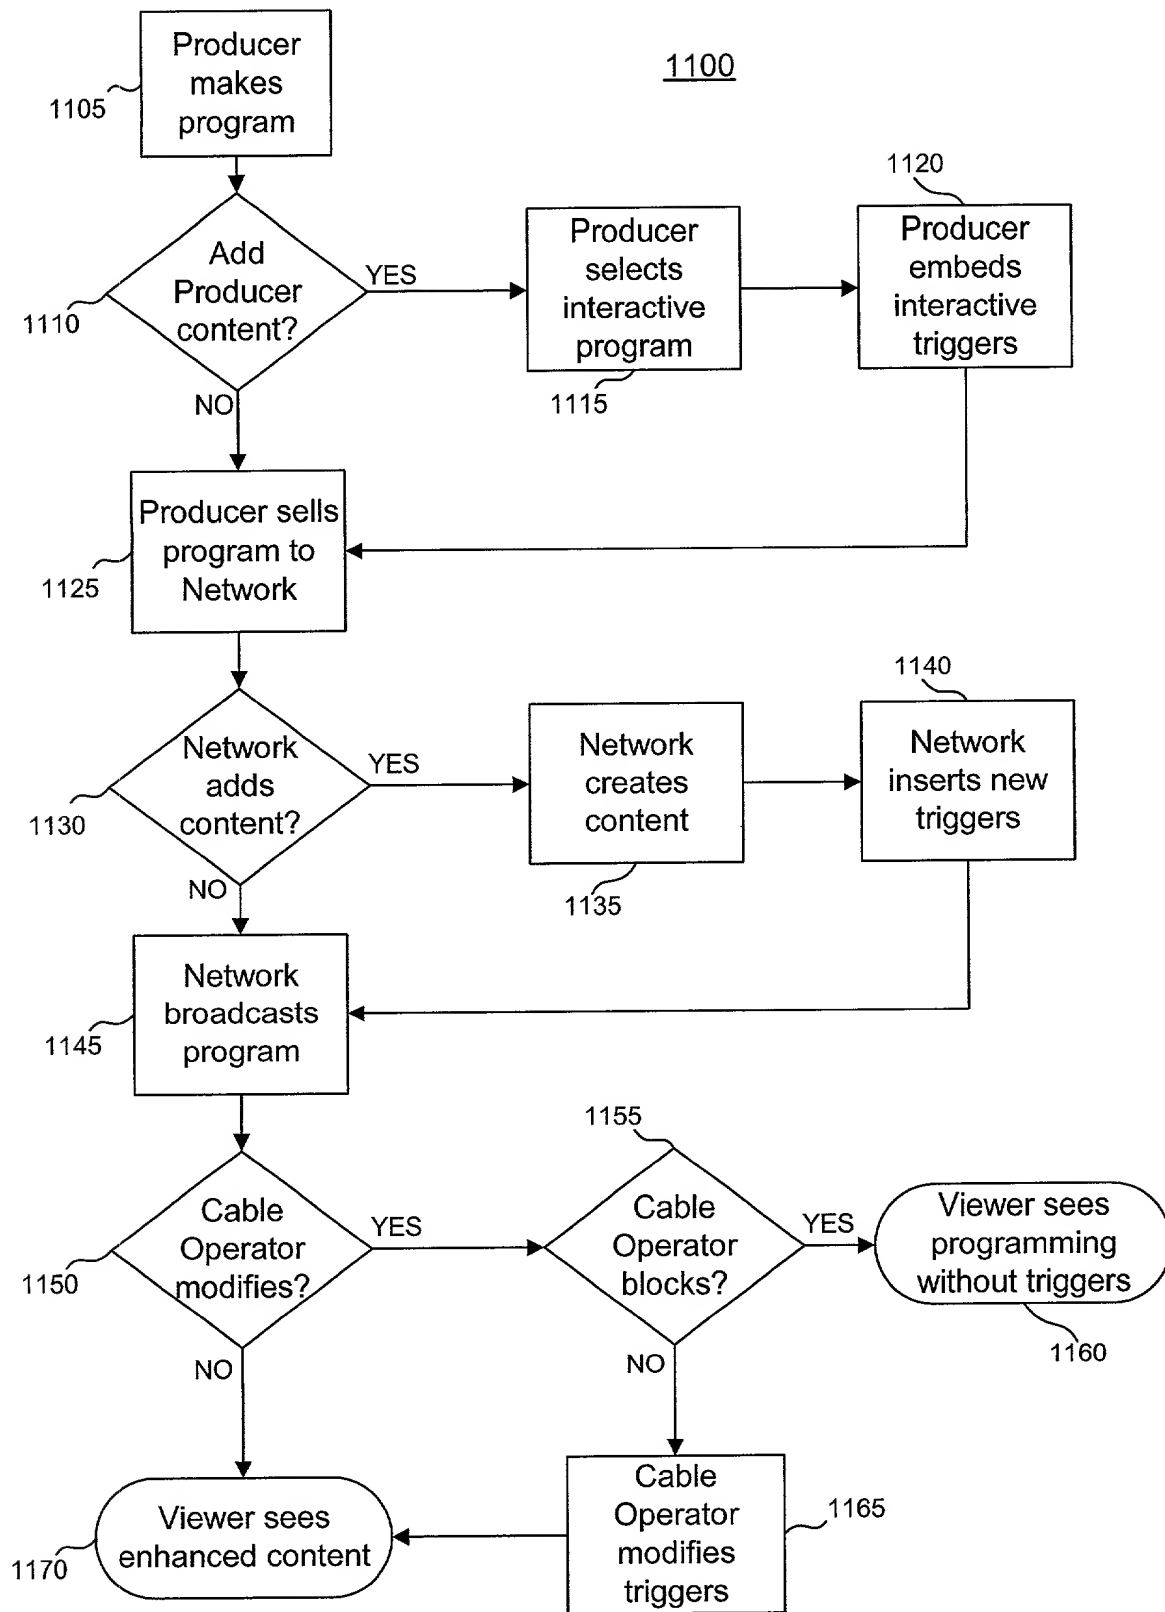 1100
Producer
makes
program
1105
Add
Producer
content?
1110
YES
NO
Producer
selects
interactive
program
1115
1120
Producer
embeds
interactive
triggers
Producer sells
program to
Network
1125
Network
adds
content?
1130
YES
NO
Network
creates
content
1135
1140
Network
inserts new
triggers
Network
broadcasts
program
1145
Cable
Operator
modifies?
1150
YES
NO
1155
Cable
Operator
blocks?
YES
NO
Viewer sees
programming
without triggers
1160
Cable
Operator
modifies
triggers
1165
Viewer sees
enhanced content
1170